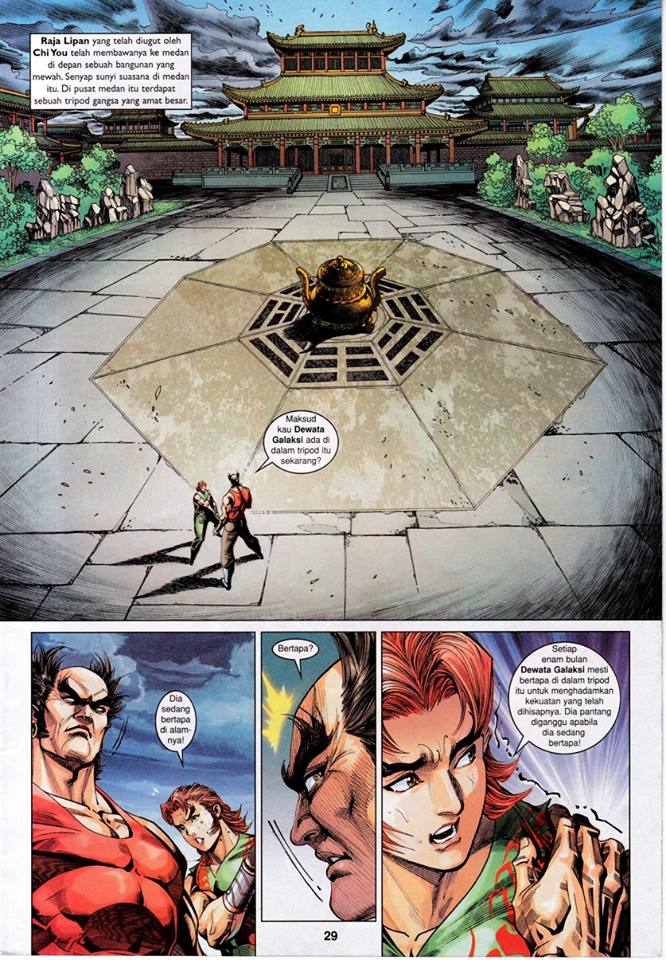 Raja Lipan yang telah diugut oleh
Chi You telah membawanya ke medan
di depan sebuah bangunan yang
mewah. Senyap sunyi suasana di medan
itu. Di pusat medan itu terdapat
sebuah tripod gangsa yang amat besar.
Maksud
kau Dewata
Galaksi ada di
dalam tripod itu
sekarang?
Dia
sedang
bertapa
di alam-
nya!
Bertapa?
Setiap
enam bulan
Dewata Galaksi mesti
bertapa di dalam tripod
itu untuk menghadamkan
kekuatan yang telah
dihisapnya. Dia pantang
diganggu apabila
dia sedang
bertapa!
29